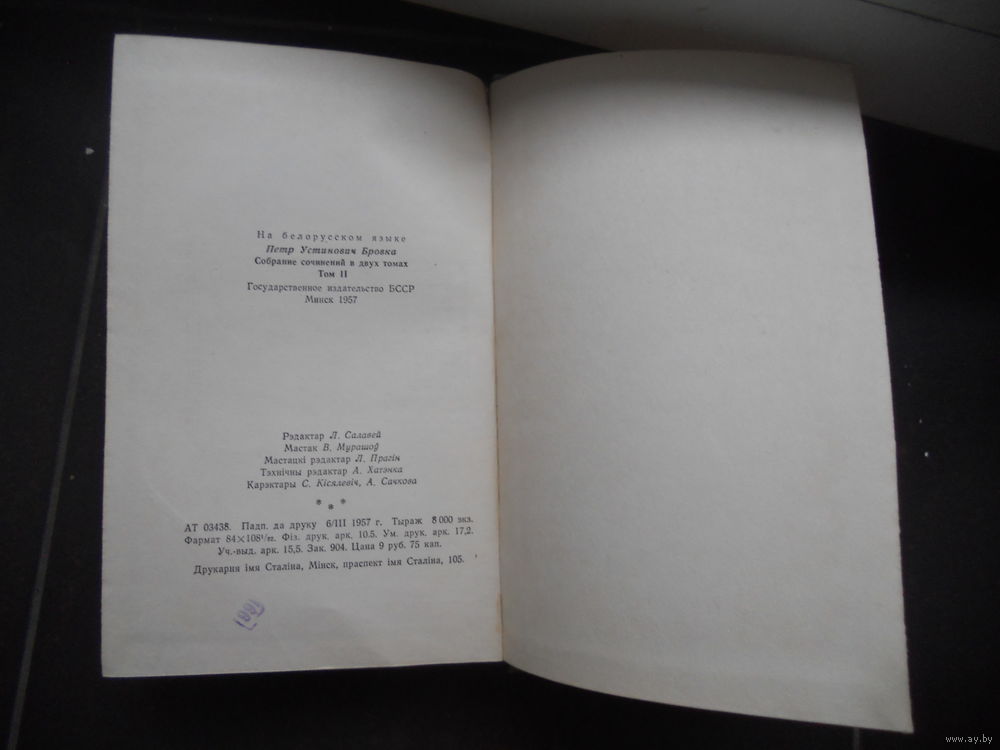 На белорусском языке
Петр Устинович Бровка
Собрание сочинений в двух томах
Том II
Государственное издательство БССР
Минск 1957
Рэдактар Л. Салавей
Мастак В. Мурашоў
Мастацкі рэдактар Л. Прагін
Тэхнічны рэдактар А. Хатэнка
Карэктары С. Кісялевіч, А. Сачкова
* * *
АТ 03438. Падп. да друку 6/III 1957 г. Тыраж 8 000 экз.
Фармат 84×108¹/₃₂. Фіз. друк. арк. 10.5. Ум. друк. арк. 17,2.
Уч.-выд. арк. 15,5. Зак. 904. Цана 9 руб. 75 кап.
Друкарня імя Сталіна, Мінск, праспект імя Сталіна, 105.
www.ay.by